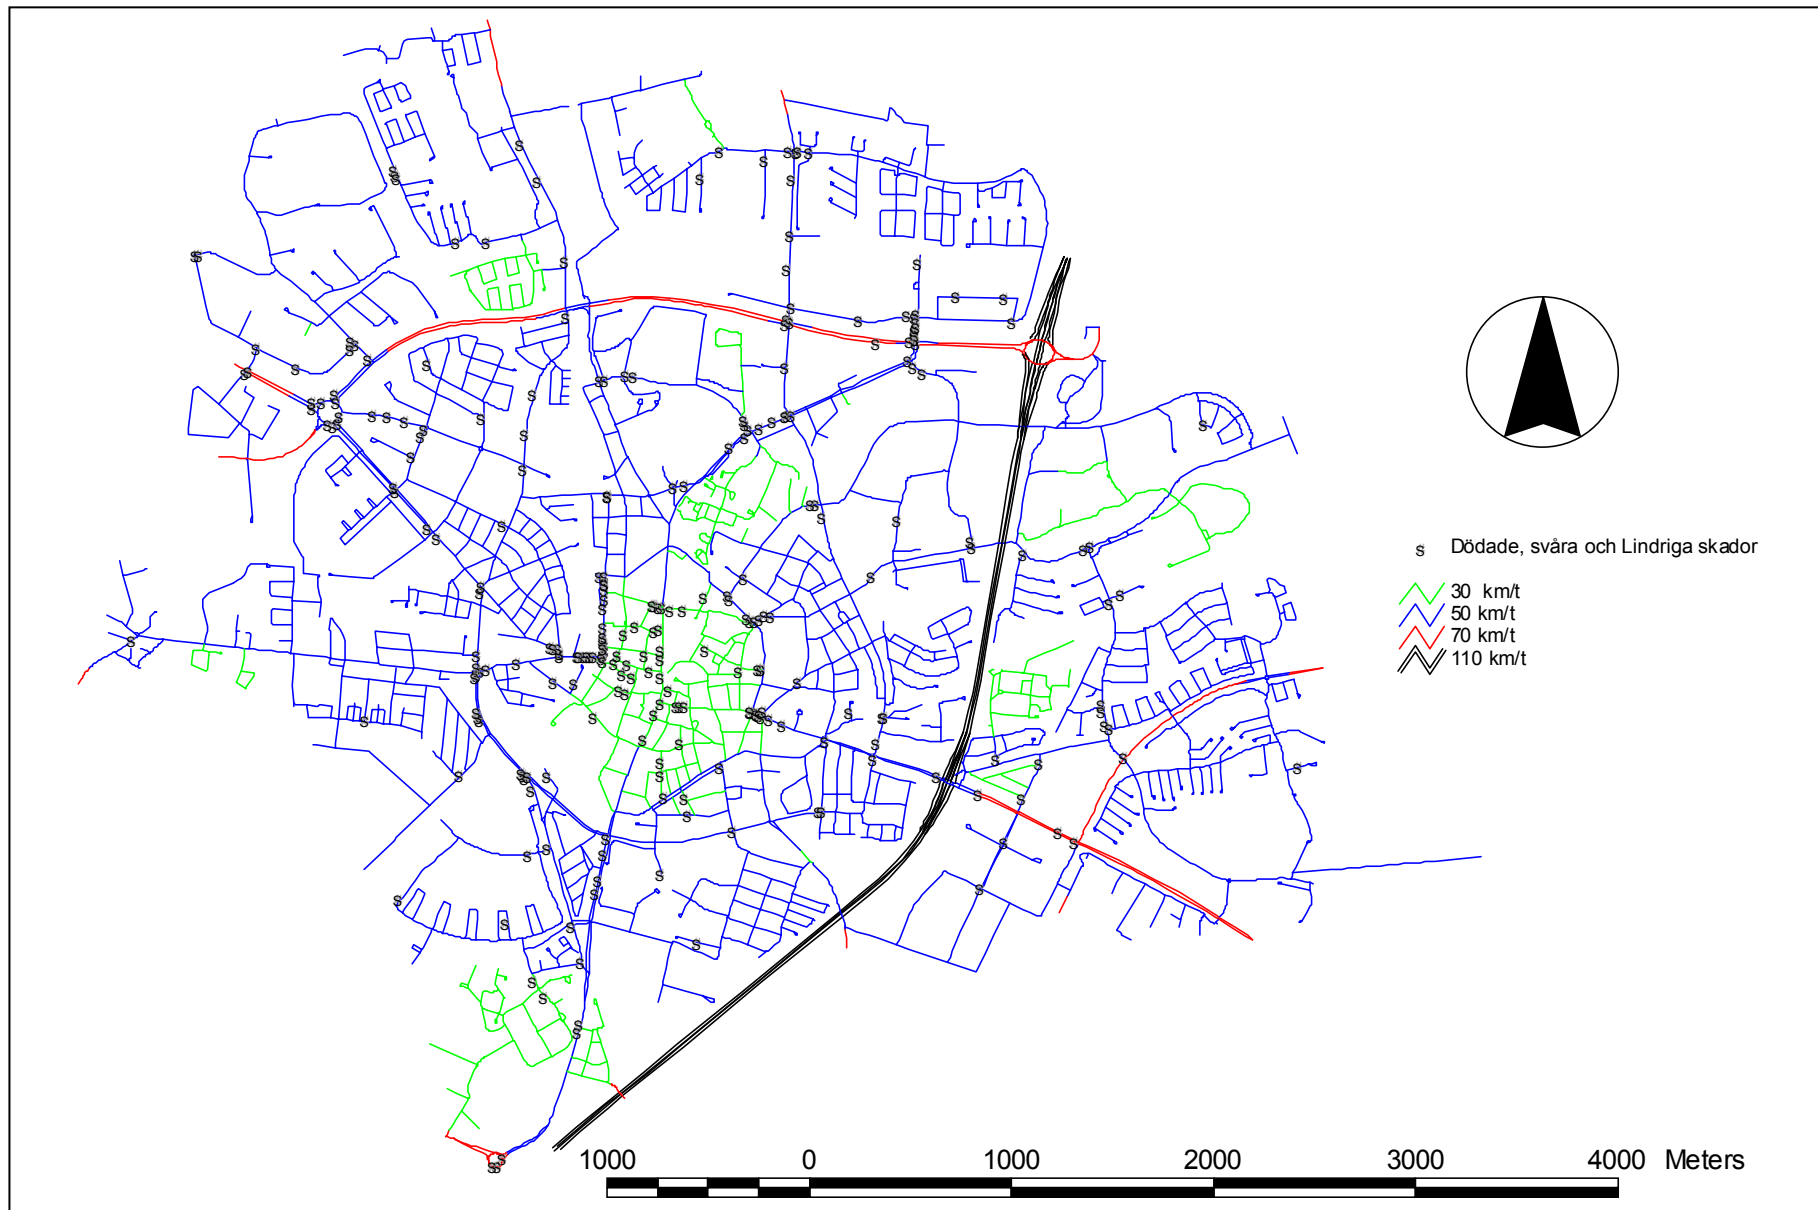 s Dödade, svåra och Lindriga skador
30 km/t
50 km/t
70 km/t
110 km/t
1000 0 1000 2000 3000 4000 Meters